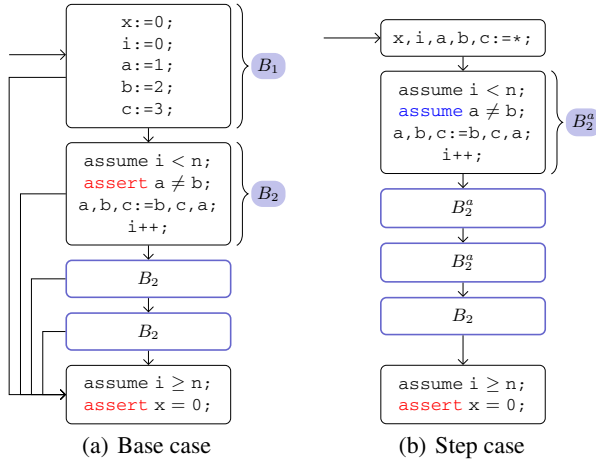 x:=0;
i:=0;
a:=1;
b:=2;
c:=3;
B₁
assume i < n;
assert a ≠ b;
a,b,c:=b,c,a;
i++;
B₂
B₂
B₂
assume i ≥ n;
assert x = 0;
(a) Base case
x,i,a,b,c:=*;
assume i < n;
assume a ≠ b;
a,b,c:=b,c,a;
i++;
B₂ᵃ
B₂ᵃ
B₂ᵃ
B₂
assume i ≥ n;
assert x = 0;
(b) Step case